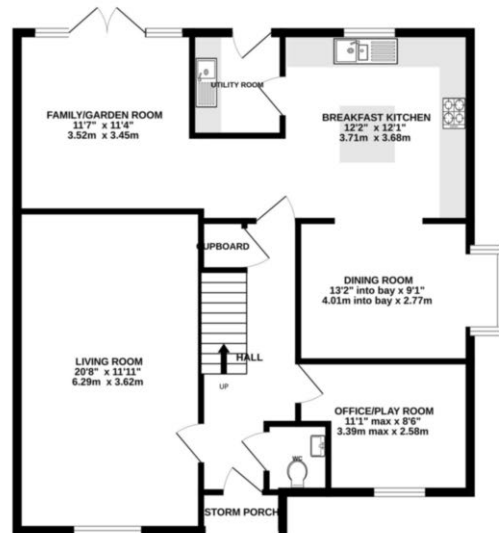 FAMILY/GARDEN ROOM
11'7" x 11'4"
3.52m x 3.45m
UTILITY ROOM
BREAKFAST KITCHEN
12'2" x 12'1"
3.71m x 3.68m
CUPBOARD
DINING ROOM
13'2" into bay x 9'1"
4.01m into bay x 2.77m
LIVING ROOM
20'8" x 11'11"
6.29m x 3.62m
HALL
UP
OFFICE/PLAY ROOM
11'1" max x 8'6"
3.39m max x 2.58m
WC
STORM PORCH